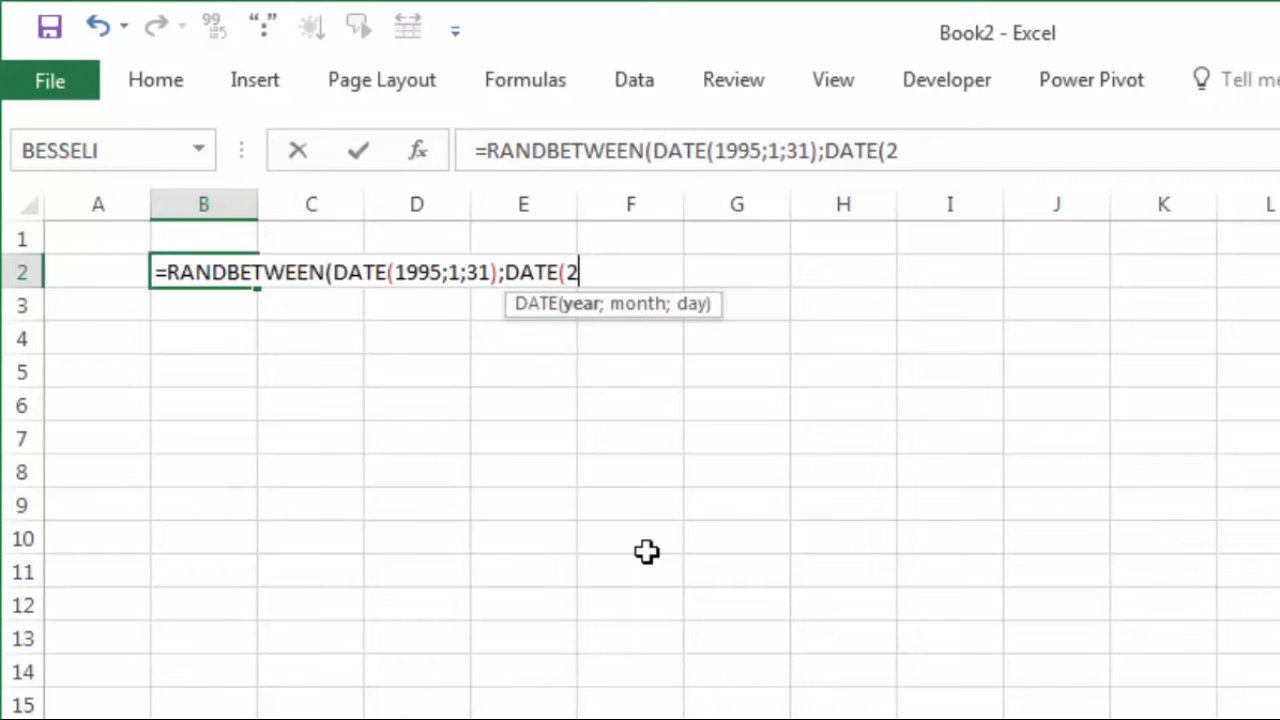 Book2 - Excel
File Home Insert Page Layout Formulas Data Review View Developer Power Pivot Tell me
BESSELI =RANDBETWEEN(DATE(1995;1;31);DATE(2
A B C D E F G H I J K L
1
2 =RANDBETWEEN(DATE(1995;1;31);DATE(2
3 DATE(year; month; day)
4
5
6
7
8
9
10
11
12
13
14
15